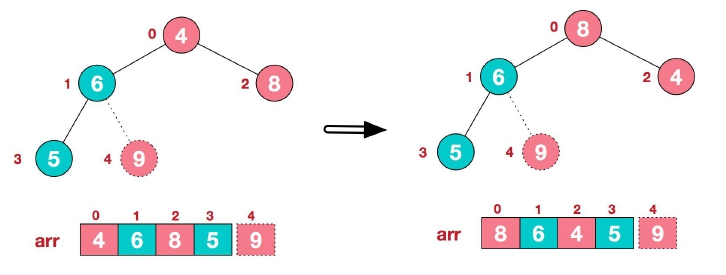 0 4
1 6 2 8
3 5 4 9
0 1 2 3 4
arr 4 6 8 5 9
0 8
1 6 2 4
3 5 4 9
0 1 2 3 4
arr 8 6 4 5 9